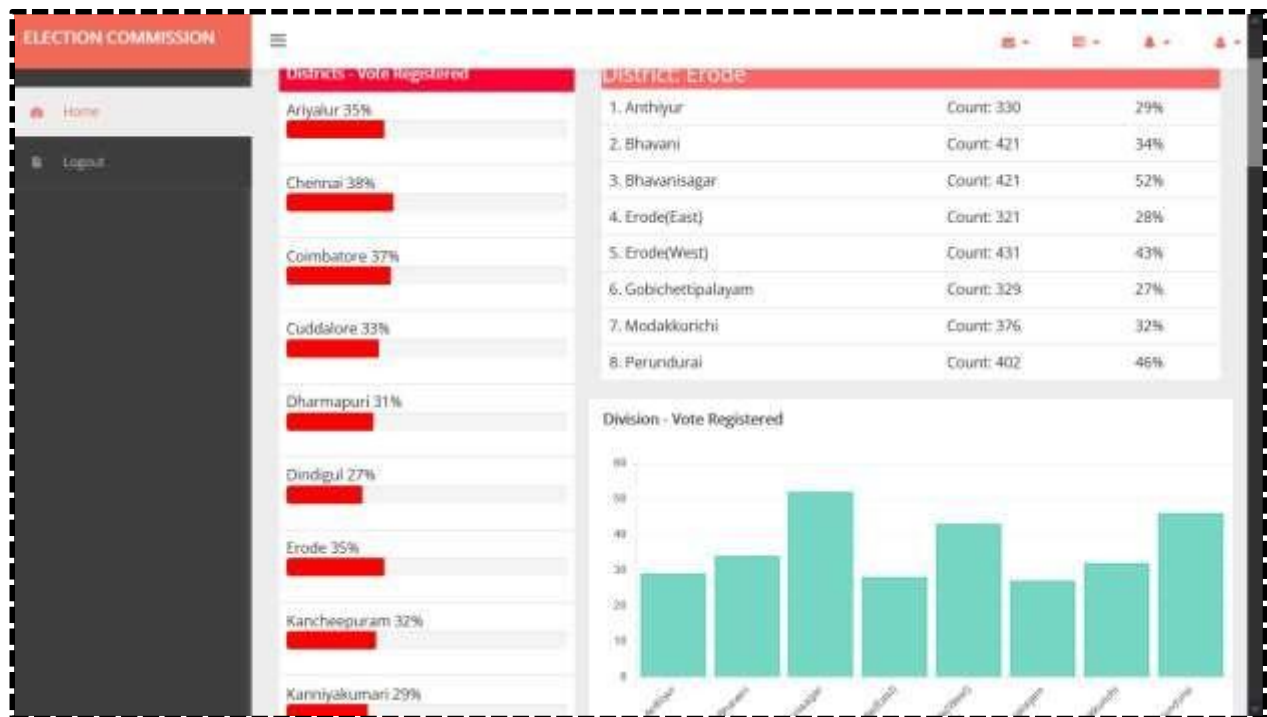 ELECTION COMMISSION
Home
Logout
Districts - Vote Registered
Ariyalur 35%
Chennai 38%
Coimbatore 37%
Cuddalore 33%
Dharmapuri 31%
Dindigul 27%
Erode 35%
Kancheepuram 32%
Kanniyakumari 29%
District: Erode
1. Anthiyur Count: 330 29%
2. Bhavani Count: 421 34%
3. Bhavanisagar Count: 421 52%
4. Erode(East) Count: 321 28%
5. Erode(West) Count: 431 43%
6. Gobichettipalayam Count: 329 27%
7. Modakkurichi Count: 376 32%
8. Perundurai Count: 402 46%
Division - Vote Registered
60
50
40
30
20
10
0
Anthiyur